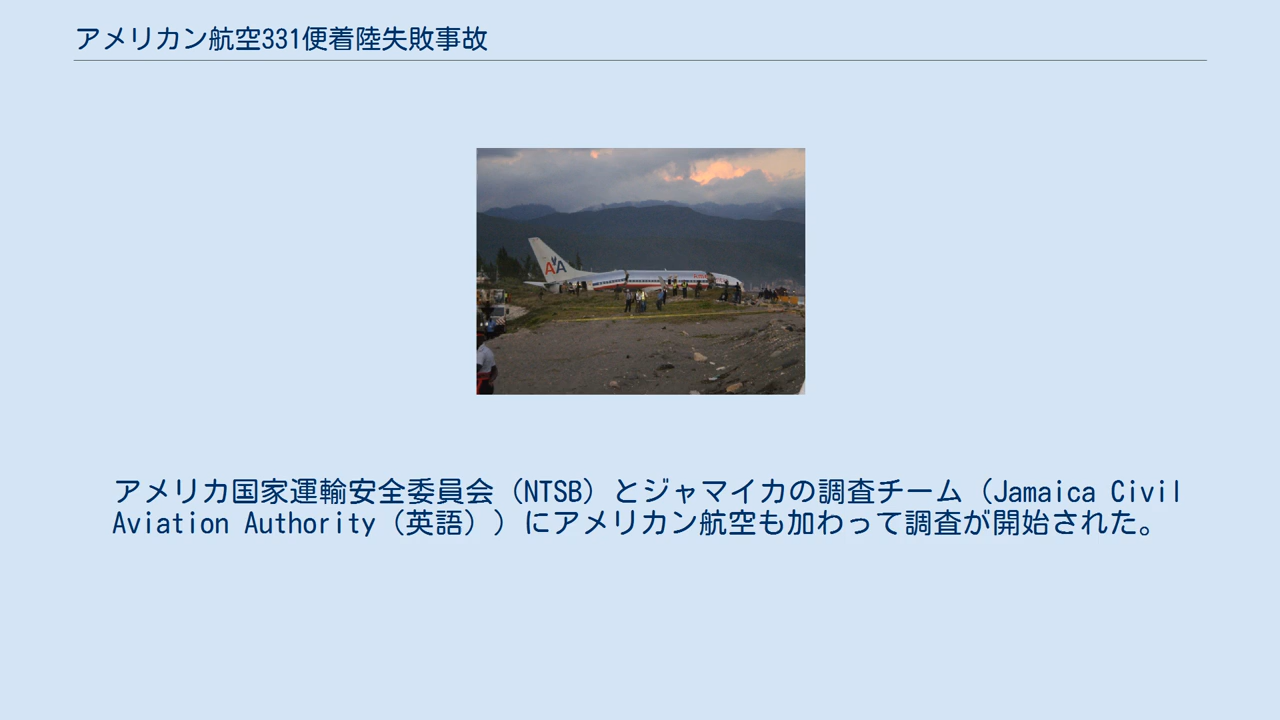 アメリカン航空331便着陸失敗事故
AA
アメリカ国家運輸安全委員会（NTSB）とジャマイカの調査チーム（Jamaica Civil
Aviation Authority（英語））にアメリカン航空も加わって調査が開始された。